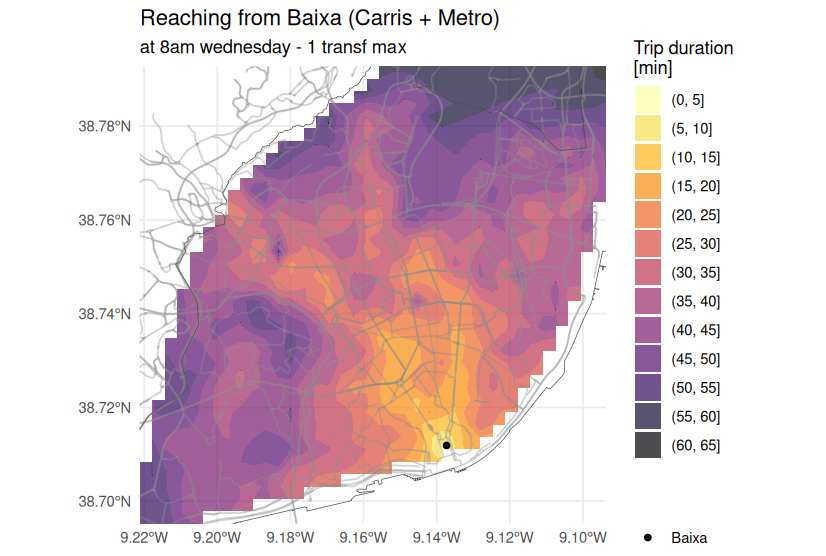 Reaching from Baixa (Carris + Metro)
at 8am wednesday - 1 transf max
Trip duration
[min]
(0, 5]
(5, 10]
(10, 15]
(15, 20]
(20, 25]
(25, 30]
(30, 35]
(35, 40]
(40, 45]
(45, 50]
(50, 55]
(55, 60]
(60, 65]
Baixa
38.78°N
38.76°N
38.74°N
38.72°N
38.70°N
9.22°W 9.20°W 9.18°W 9.16°W 9.14°W 9.12°W 9.10°W